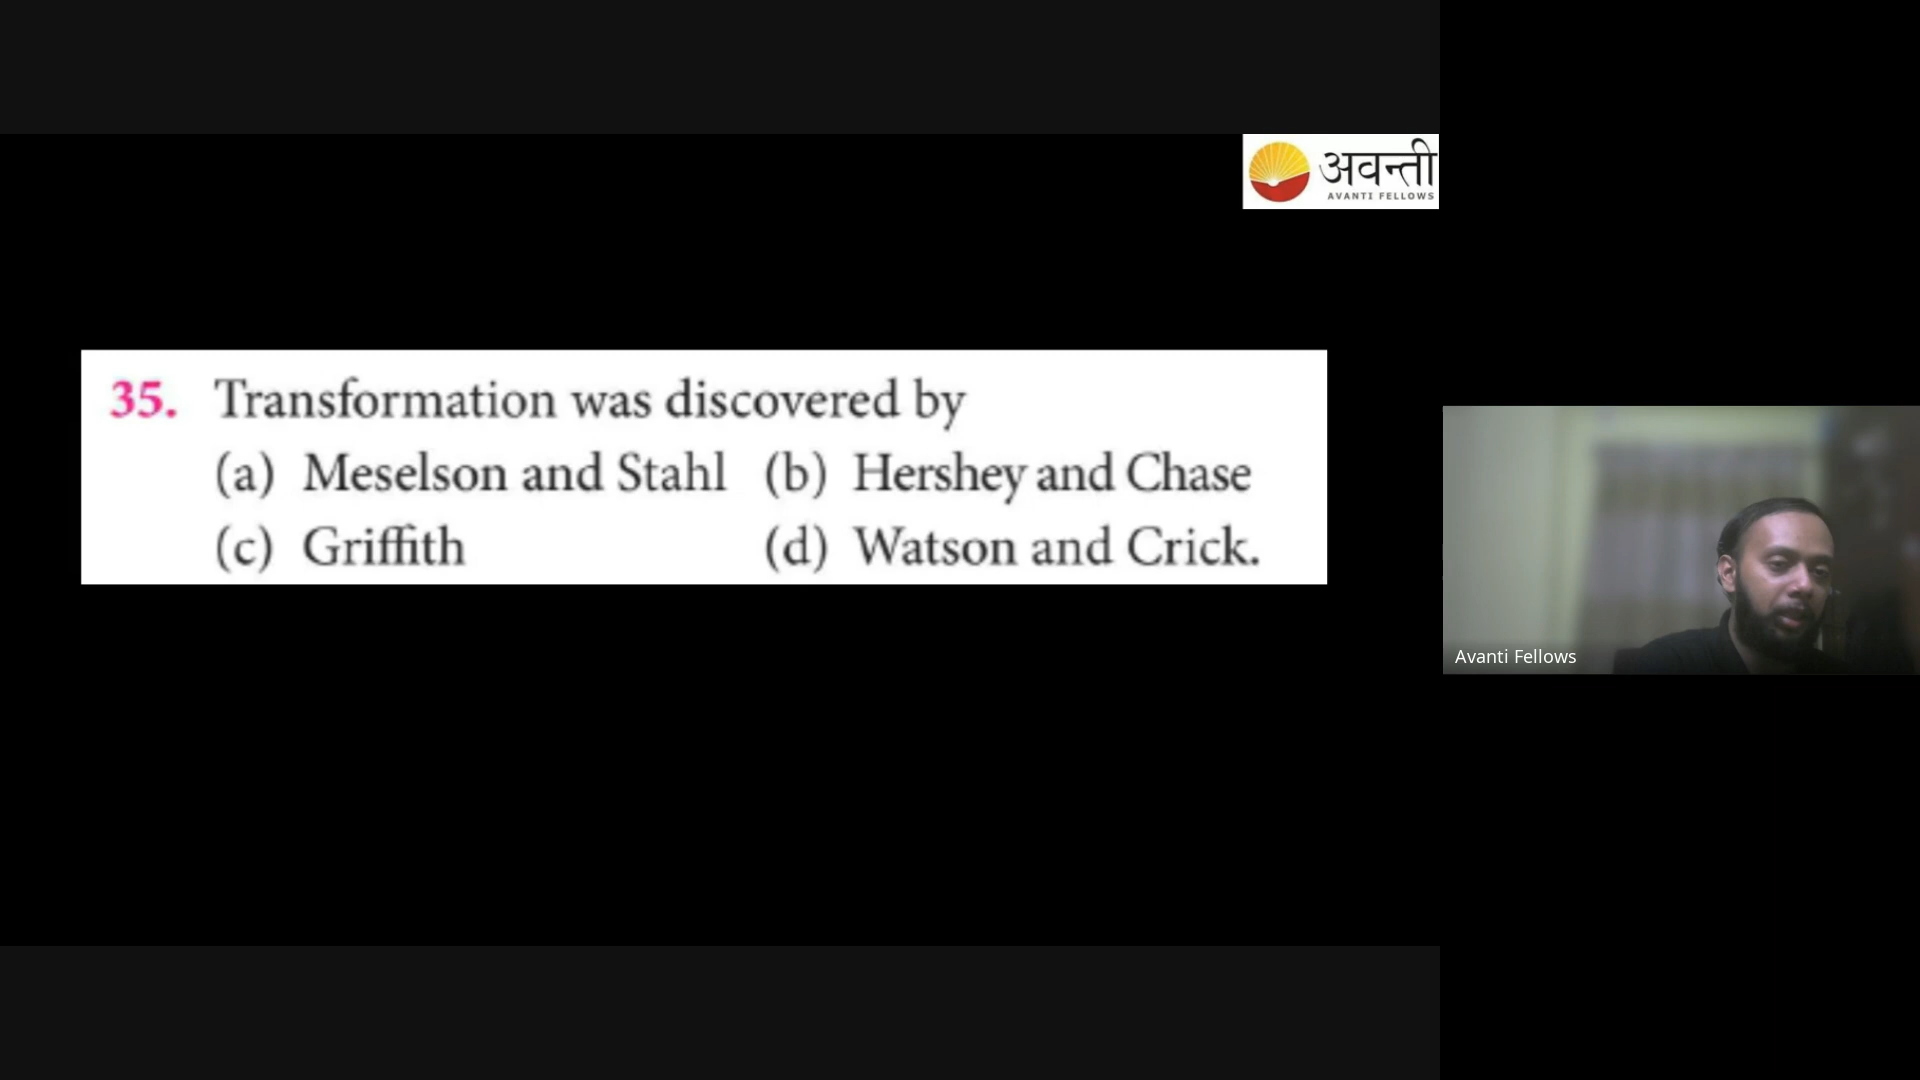 अवन्ती
AVANTI FELLOWS
35. Transformation was discovered by
(a) Meselson and Stahl (b) Hershey and Chase
(c) Griffith (d) Watson and Crick.
Avanti Fellows